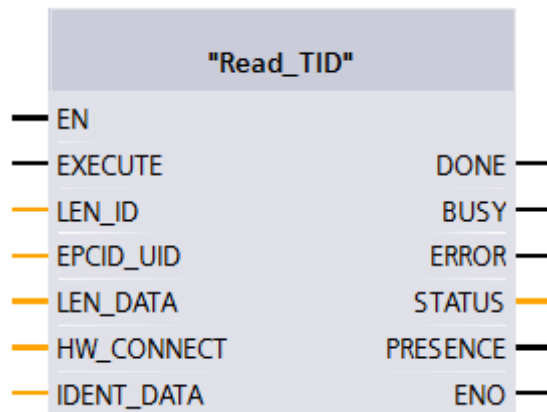 "Read_TID"
EN
EXECUTE DONE
LEN_ID BUSY
EPCID_UID ERROR
LEN_DATA STATUS
HW_CONNECT PRESENCE
IDENT_DATA ENO